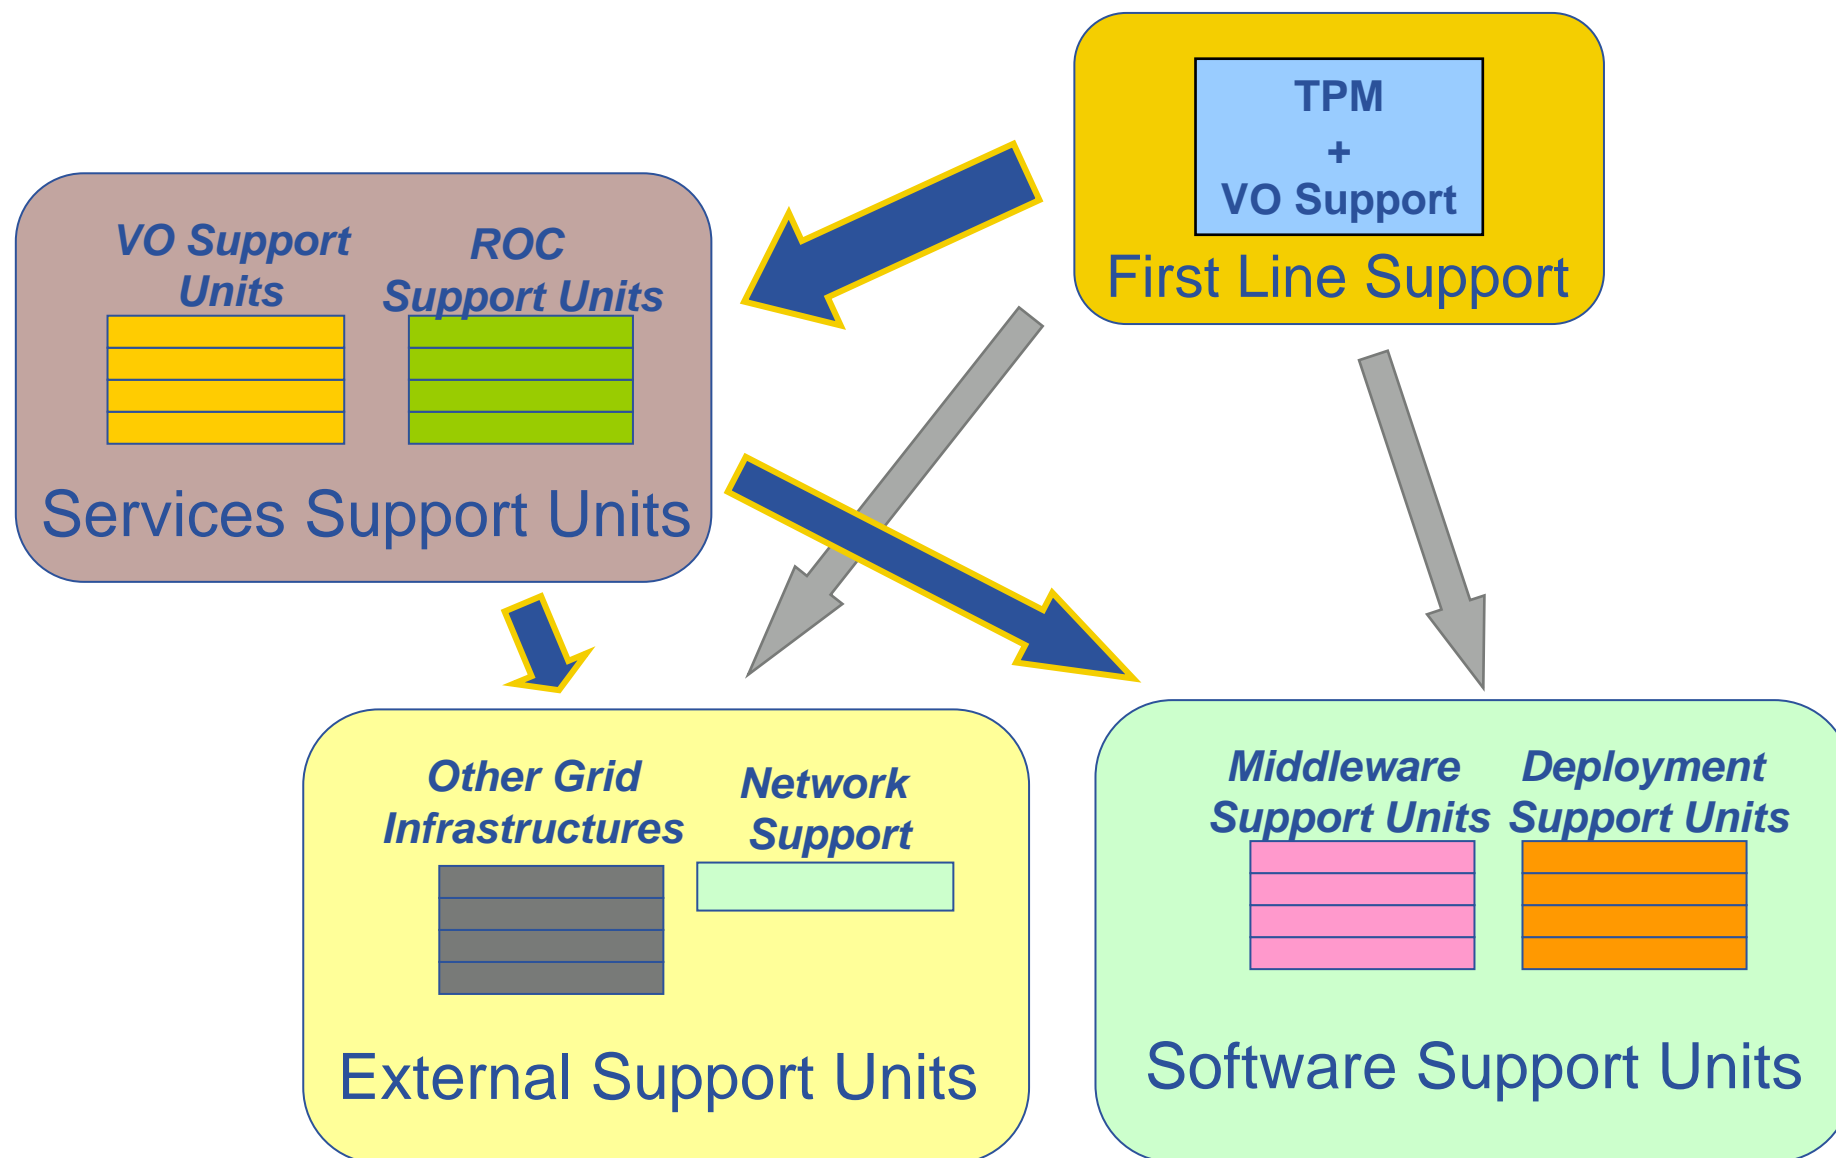 TPM
+
VO Support
First Line Support
VO Support
Units
ROC
Support Units
Services Support Units
Other Grid
Infrastructures
Network
Support
External Support Units
Middleware
Support Units
Deployment
Support Units
Software Support Units